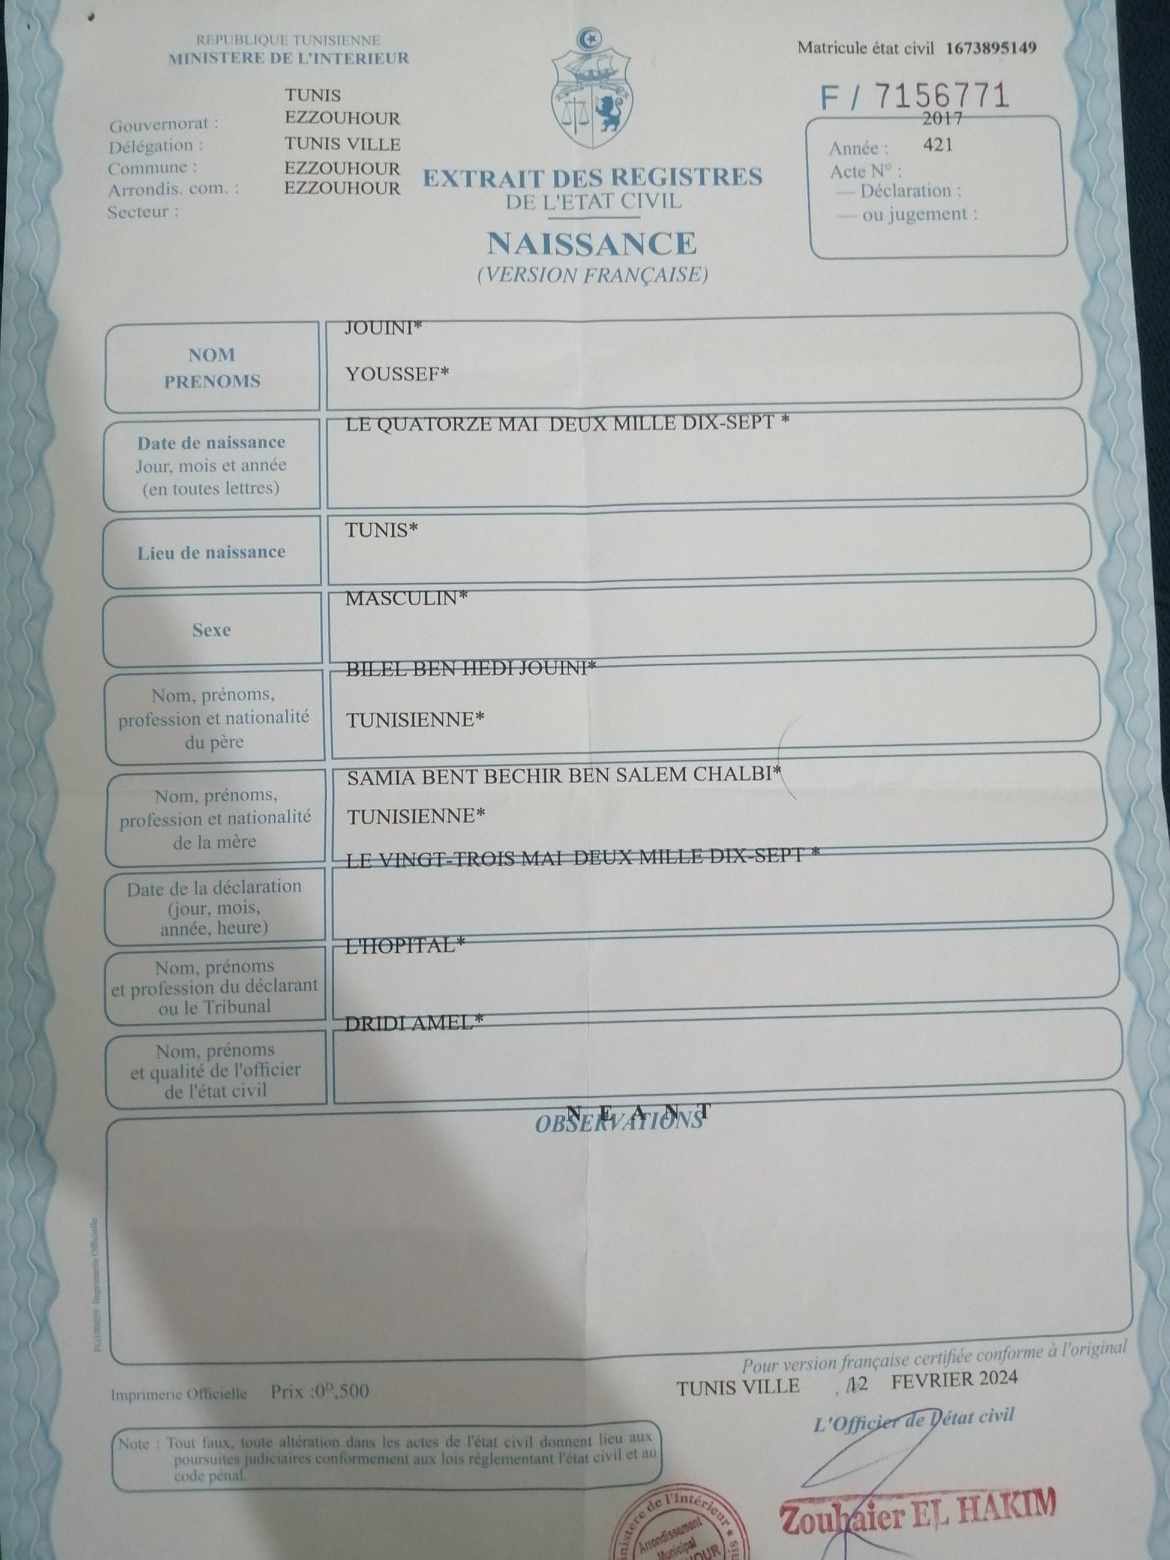 REPUBLIQUE TUNISIENNE
MINISTERE DE L'INTERIEUR
Matricule état civil 1673895149
F / 7156771
Gouvernorat : TUNIS
Délégation : EZZOUHOUR
Commune : TUNIS VILLE
Arrondis. com. : EZZOUHOUR
Secteur : EZZOUHOUR
2017
Année : 421
Acte N° :
— Déclaration :
— ou jugement :
EXTRAIT DES REGISTRES
DE L'ETAT CIVIL
NAISSANCE
(VERSION FRANÇAISE)
NOM
PRENOMS
JOUINI*
YOUSSEF*
Date de naissance
Jour, mois et année
(en toutes lettres)
LE QUATORZE MAI DEUX MILLE DIX-SEPT *
Lieu de naissance
TUNIS*
Sexe
MASCULIN*
Nom, prénoms,
profession et nationalité
du père
BILEL BEN HEDI JOUINI*
TUNISIENNE*
Nom, prénoms,
profession et nationalité
de la mère
SAMIA BENT BECHIR BEN SALEM CHALBI*
TUNISIENNE*
Date de la déclaration
(jour, mois,
année, heure)
LE VINGT-TROIS MAI DEUX MILLE DIX-SEPT *
Nom, prénoms
et profession du déclarant
ou le Tribunal
L'HOPITAL*
Nom, prénoms
et qualité de l'officier
de l'état civil
DRIDI AMEL*
N E A N T
OBSERVATIONS
Imprimerie Officielle
Pour version française certifiée conforme à l'original
Imprimerie Officielle Prix :0ᴰ,500
TUNIS VILLE , 12 FEVRIER 2024
L'Officier de l'état civil
Note : Tout faux, toute altération dans les actes de l'état civil donnent lieu aux
poursuites judiciaires conformement aux lois réglementant l'état civil et au
code pénal.
Zouhaier EL HAKIM
de l'Intérieur
Arrondissement
Municipal